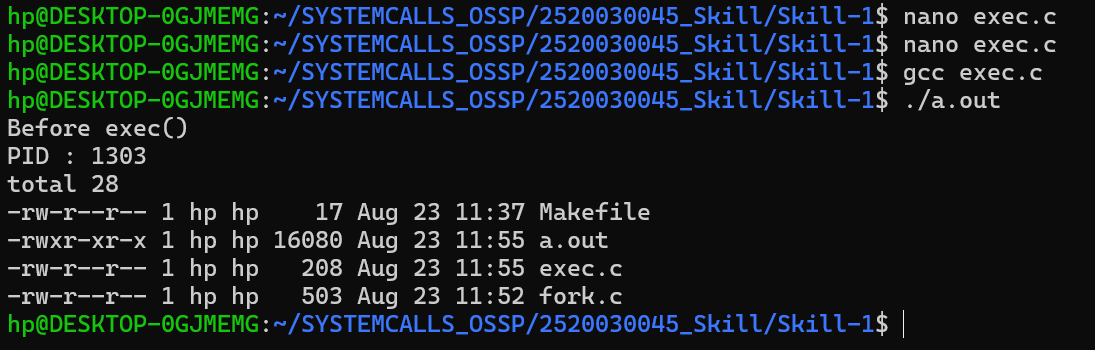 hp@DESKTOP-0GJMEMG:~/SYSTEMCALLS_OSSP/2520030045_Skill/Skill-1$ nano exec.c
hp@DESKTOP-0GJMEMG:~/SYSTEMCALLS_OSSP/2520030045_Skill/Skill-1$ nano exec.c
hp@DESKTOP-0GJMEMG:~/SYSTEMCALLS_OSSP/2520030045_Skill/Skill-1$ gcc exec.c
hp@DESKTOP-0GJMEMG:~/SYSTEMCALLS_OSSP/2520030045_Skill/Skill-1$ ./a.out
Before exec()
PID : 1303
total 28
-rw-r--r-- 1 hp hp    17 Aug 23 11:37 Makefile
-rwxr-xr-x 1 hp hp 16080 Aug 23 11:55 a.out
-rw-r--r-- 1 hp hp   208 Aug 23 11:55 exec.c
-rw-r--r-- 1 hp hp   503 Aug 23 11:52 fork.c
hp@DESKTOP-0GJMEMG:~/SYSTEMCALLS_OSSP/2520030045_Skill/Skill-1$